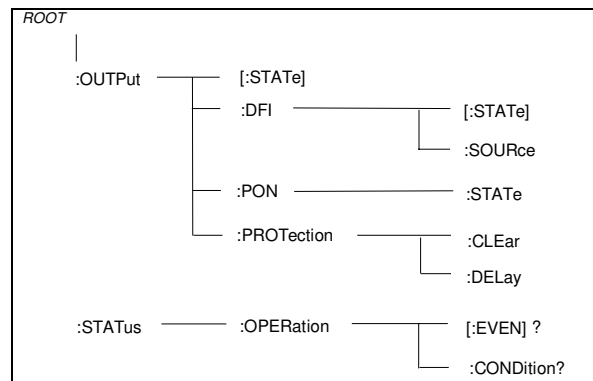 ROOT
:OUTPut [:STATe]
:DFI [:STATe]
:SOURce
:PON :STATe
:PROTection :CLEar
:DELay
:STATus :OPERation [:EVEN] ?
:CONDition?